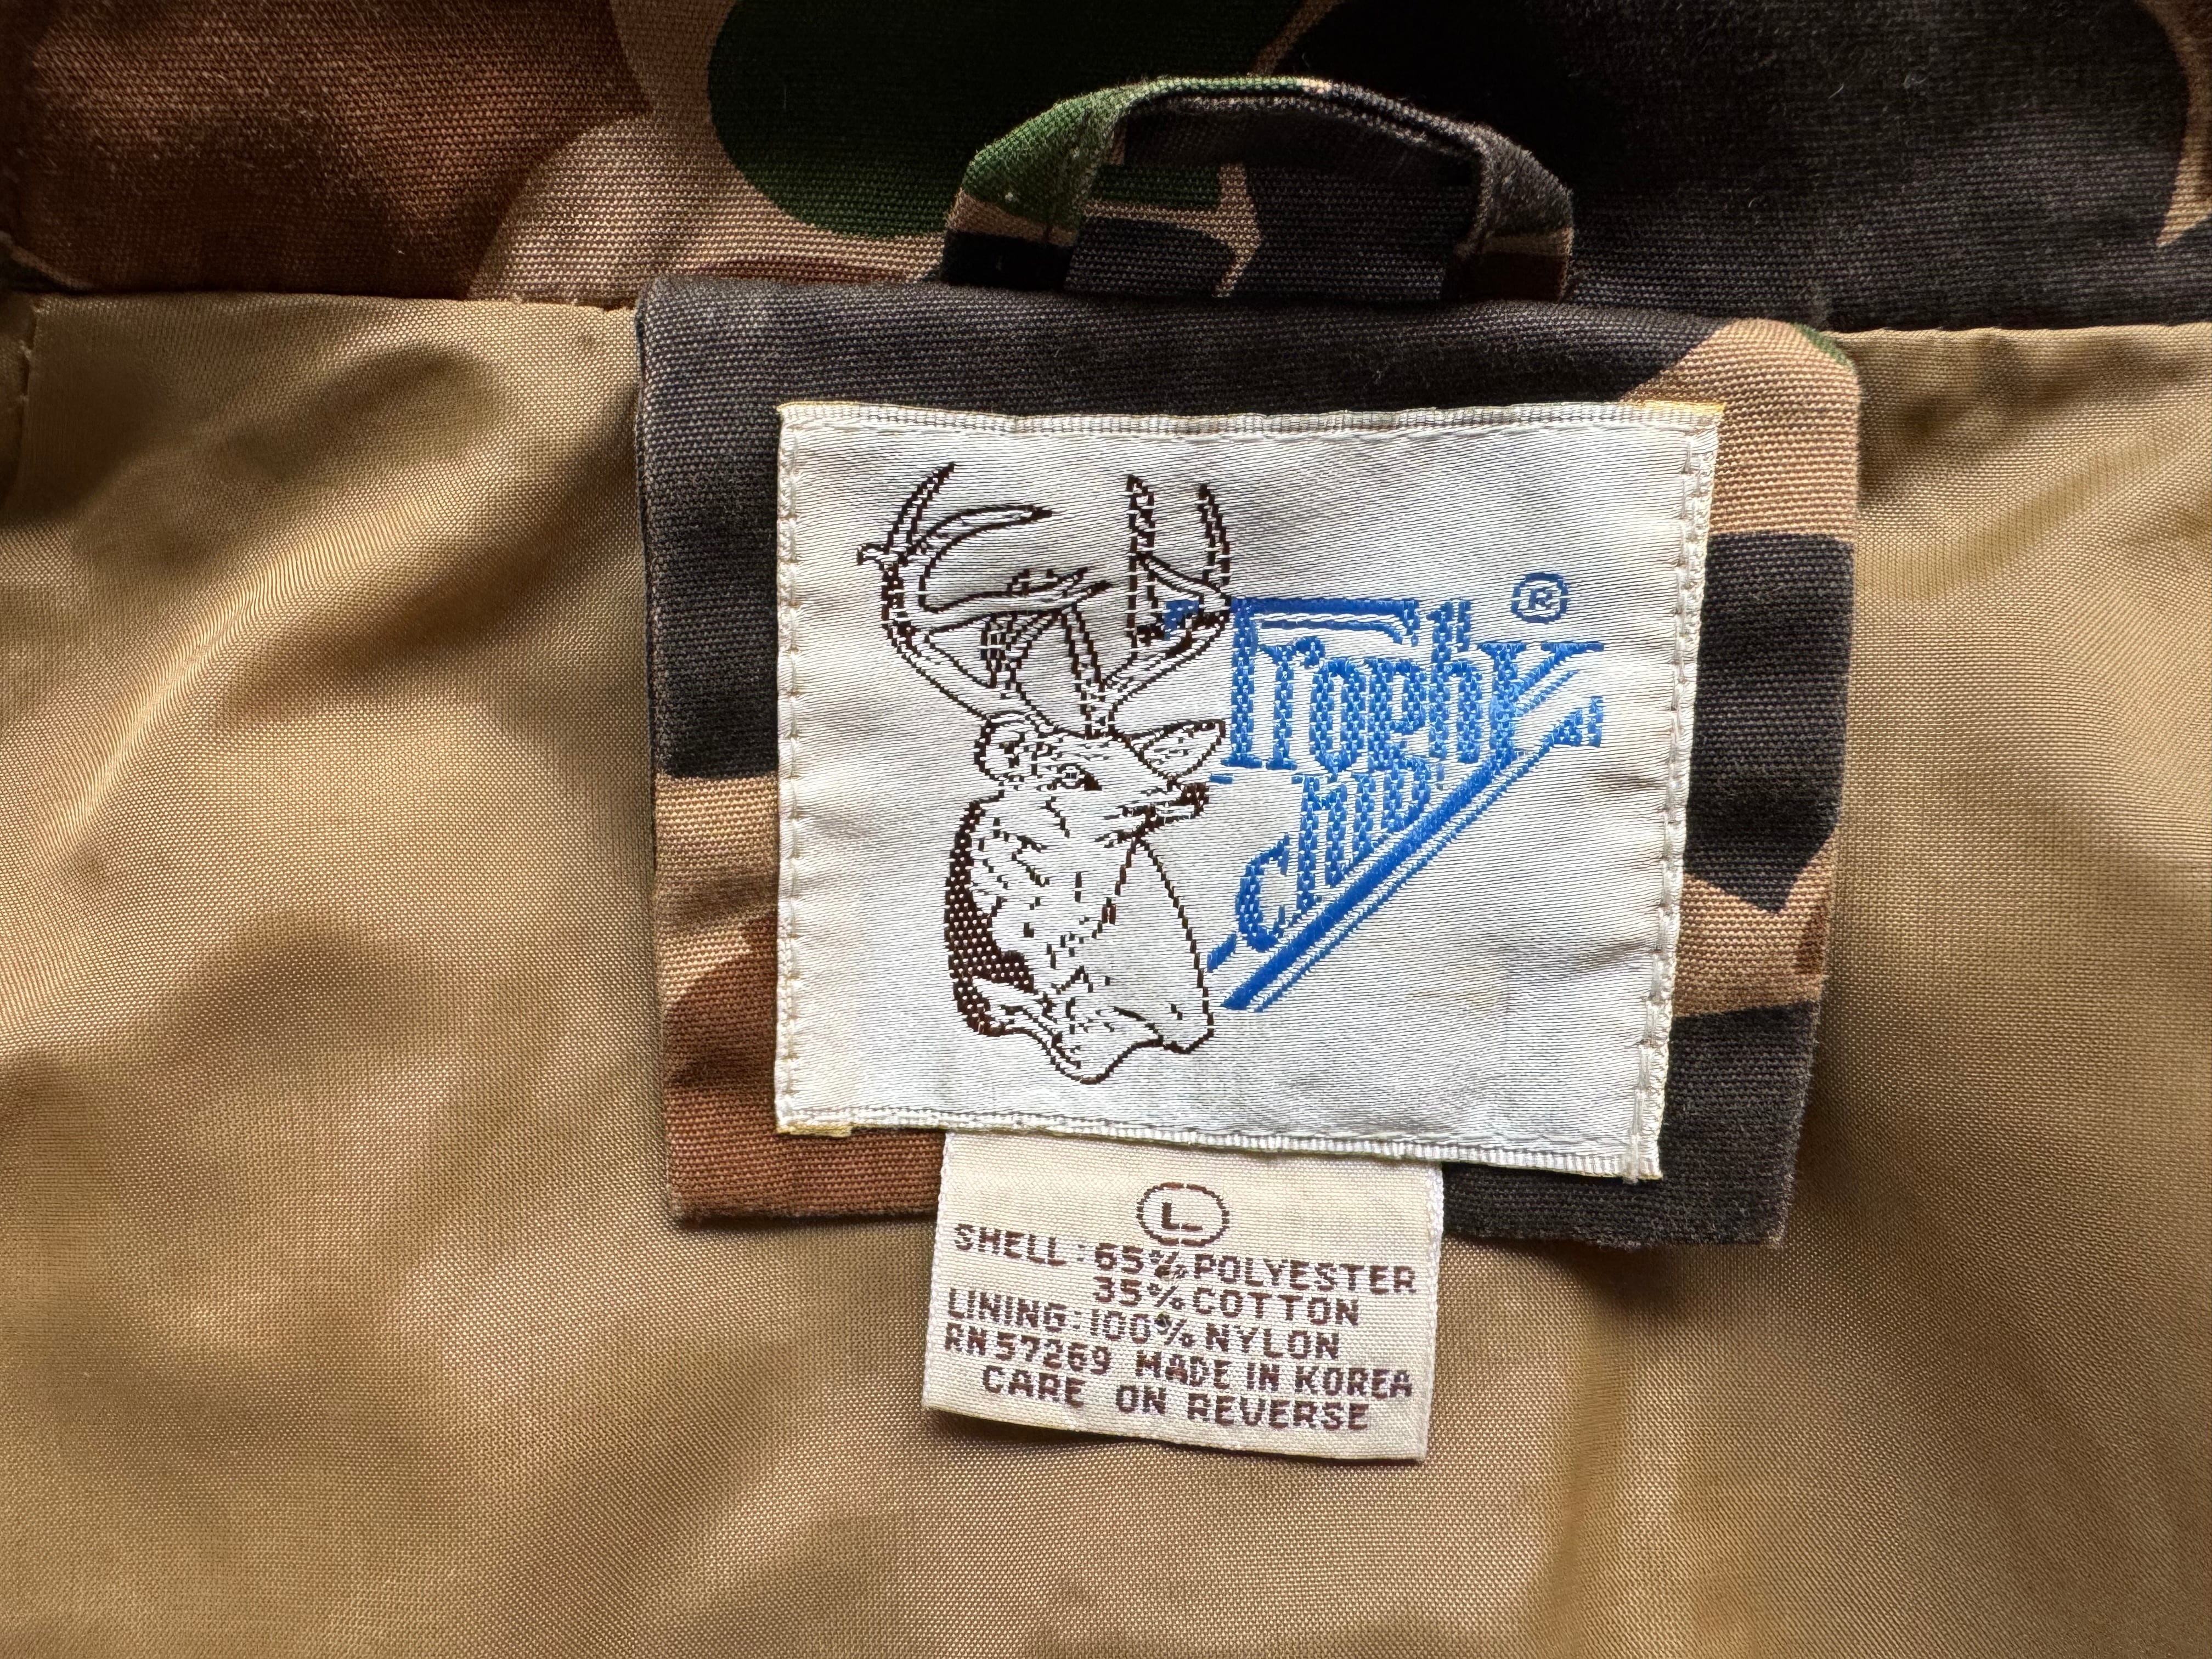 Trophy®
club
L
SHELL: 65% POLYESTER
35% COTTON
LINING: 100% NYLON
RN 57269 MADE IN KOREA
CARE ON REVERSE